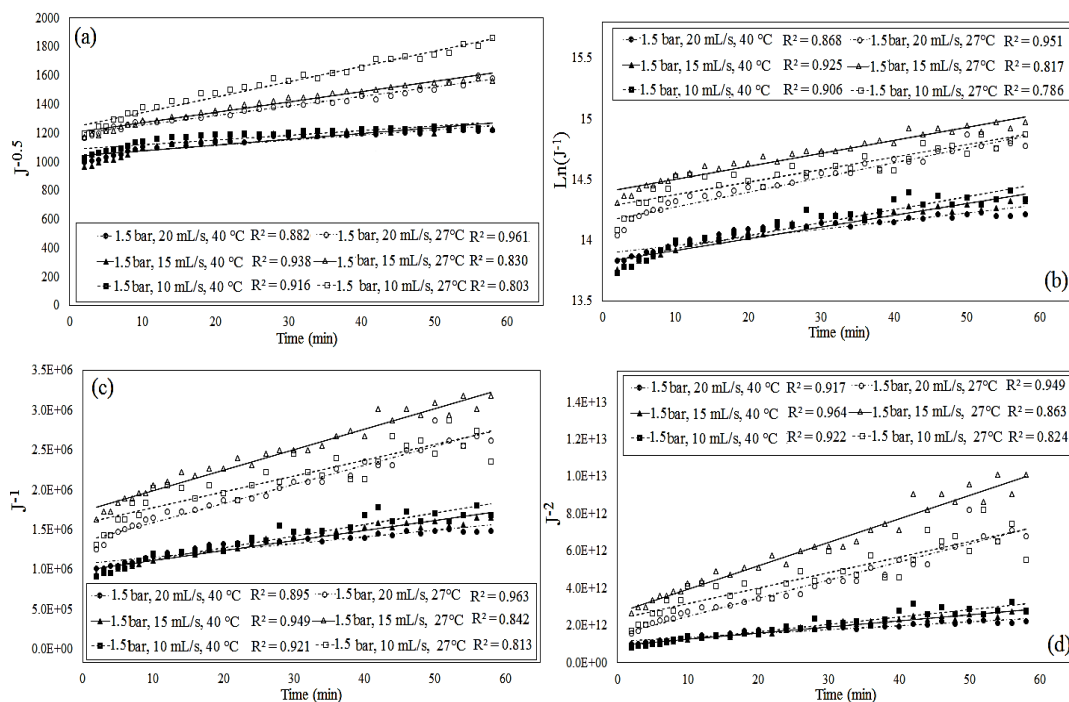 (a)
2000
1800
1600
1400
1200
1000
800
600
400
200
0
J-0.5
1.5 bar, 20 mL/s, 40 °C R² = 0.882 1.5 bar, 20 mL/s, 27°C R² = 0.961
1.5 bar, 15 mL/s, 40 °C R² = 0.938 1.5 bar, 15 mL/s, 27°C R² = 0.830
1.5 bar, 10 mL/s, 40 °C R² = 0.916 1.5 bar, 10 mL/s, 27°C R² = 0.803
0 10 20 30 40 50 60
Time (min)
(b)
15.5
15
14.5
14
13.5
Ln(J-1)
1.5 bar, 20 mL/s, 40 °C R² = 0.868 1.5 bar, 20 mL/s, 27°C R² = 0.951
1.5 bar, 15 mL/s, 40 °C R² = 0.925 1.5 bar, 15 mL/s, 27°C R² = 0.817
1.5 bar, 10 mL/s, 40 °C R² = 0.906 1.5 bar, 10 mL/s, 27°C R² = 0.786
0 10 20 30 40 50 60
Time (min)
(c)
3.5E+06
3.0E+06
2.5E+06
2.0E+06
1.5E+06
1.0E+06
5.0E+05
0.0E+00
J-1
1.5 bar, 20 mL/s, 40 °C R² = 0.895 1.5 bar, 20 mL/s, 27°C R² = 0.963
1.5 bar, 15 mL/s, 40 °C R² = 0.949 1.5 bar, 15 mL/s, 27°C R² = 0.842
1.5 bar, 10 mL/s, 40 °C R² = 0.921 1.5 bar, 10 mL/s, 27°C R² = 0.813
0 10 20 30 40 50 60
Time (min)
(d)
1.4E+13
1.2E+13
1.0E+13
8.0E+12
6.0E+12
4.0E+12
2.0E+12
0.0E+00
J-2
1.5 bar, 20 mL/s, 40 °C R² = 0.917 1.5 bar, 20 mL/s, 27°C R² = 0.949
1.5 bar, 15 mL/s, 40 °C R² = 0.964 1.5 bar, 15 mL/s, 27°C R² = 0.863
1.5 bar, 10 mL/s, 40 °C R² = 0.922 1.5 bar, 10 mL/s, 27°C R² = 0.824
0 10 20 30 40 50 60
Time (min)